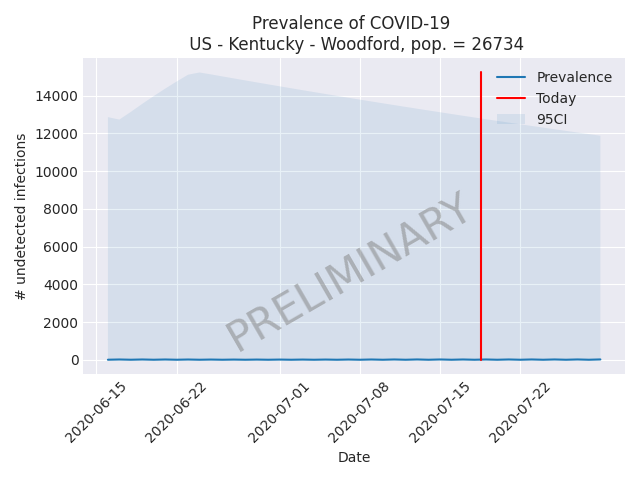 Prevalence of COVID-19
US - Kentucky - Woodford, pop. = 26734
Prevalence
Today
95CI
14000
12000
10000
8000
6000
4000
2000
0
# undetected infections
PRELIMINARY
2020-06-15
2020-06-22
2020-07-01
2020-07-08
2020-07-15
2020-07-22
Date